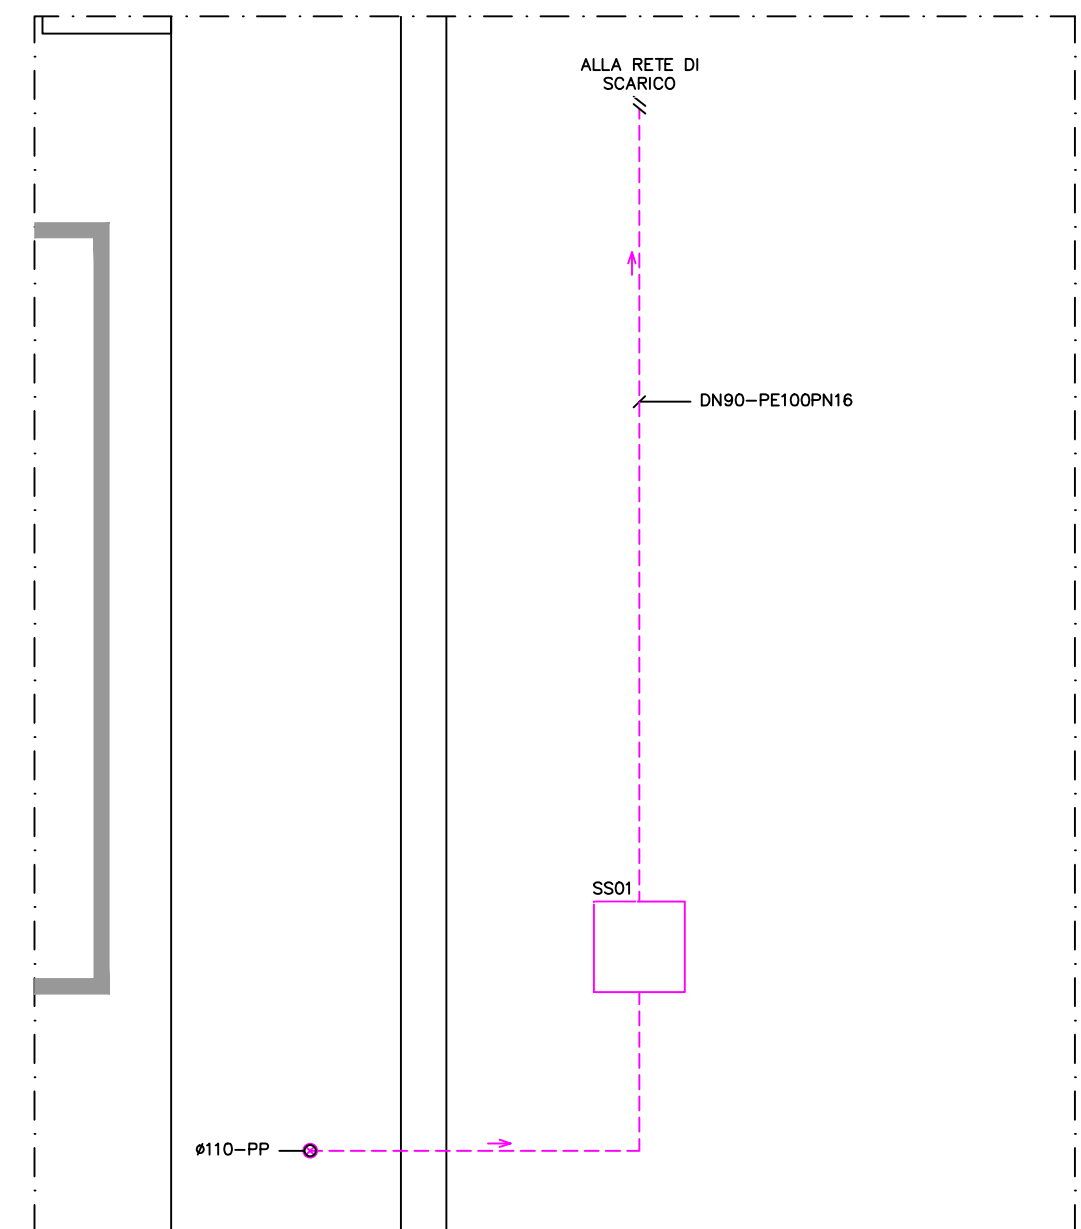 ALLA RETE DI
SCARICO
DN90-PE100PN16
SS01
ø110-PP